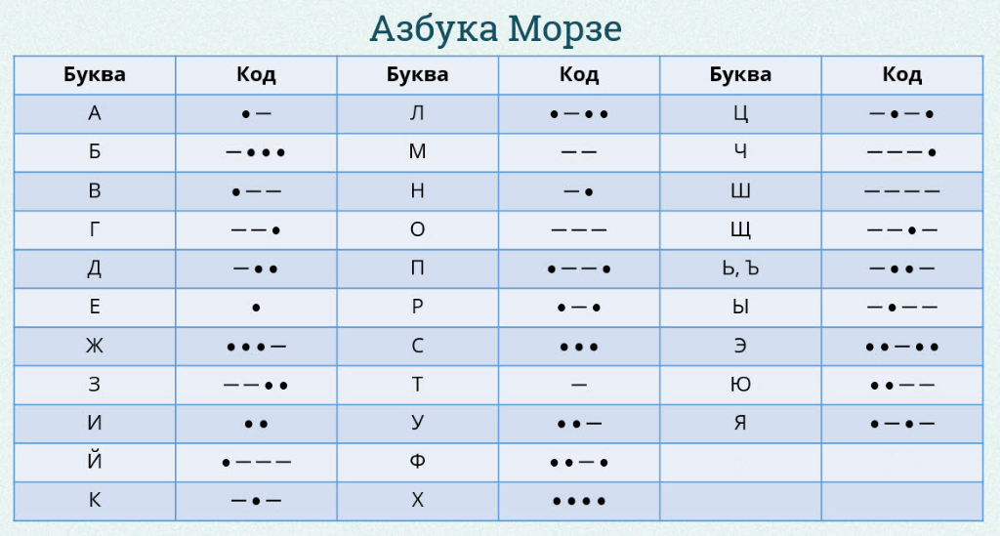 Азбука Морзе
Буква Код Буква Код Буква Код
А •— Л •—•• Ц —•—•
Б —••• М —— Ч ———•
В •—— Н —• Ш ————
Г ——• О ——— Щ ——•—
Д —•• П •——• Ь, Ъ —••—
Е • Р •—• Ы —•——
Ж •••— С ••• Э ••—••
З ——•• Т — Ю ••——
И •• У ••— Я •—•—
Й •——— Ф ••—•
К —•— Х ••••